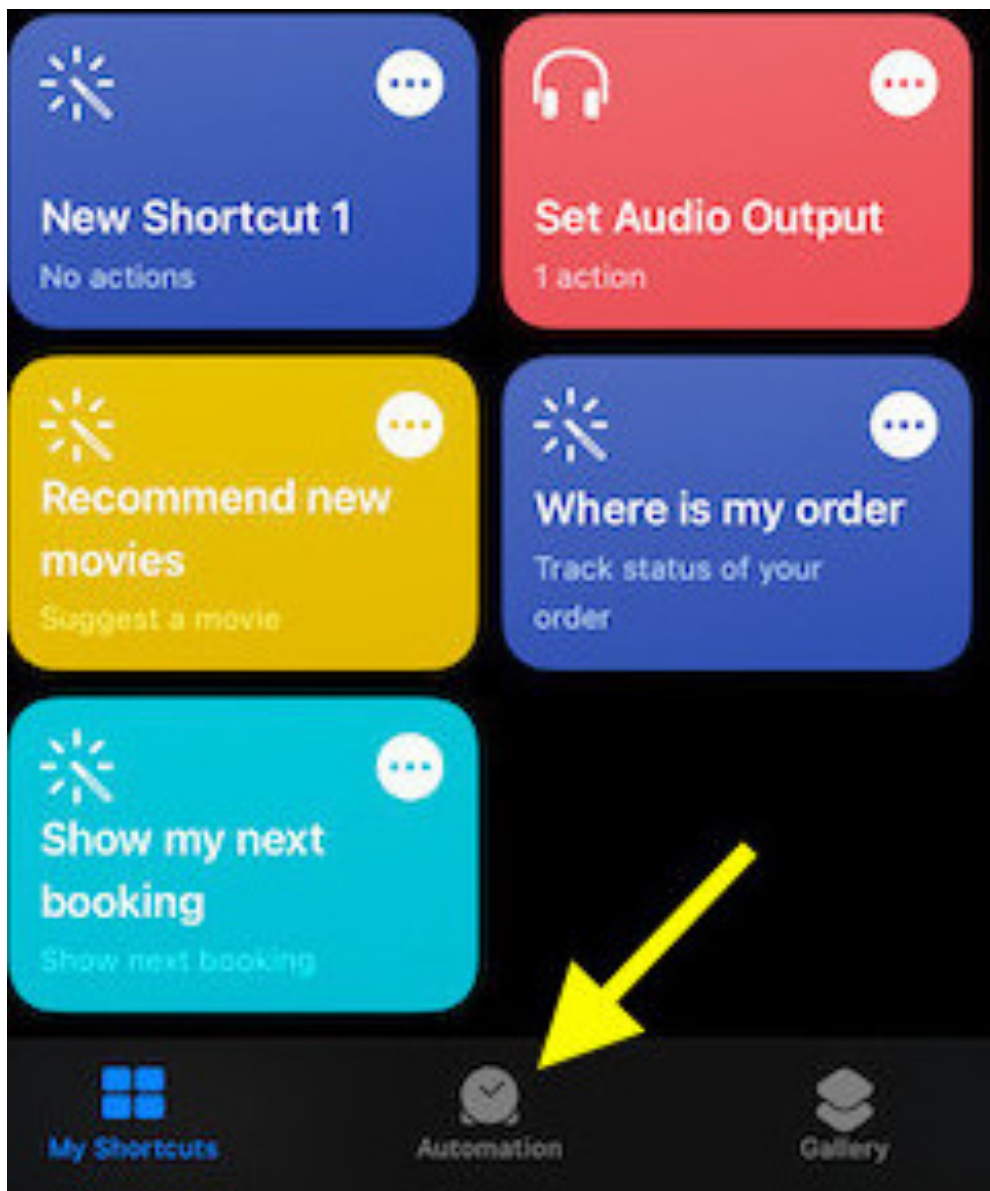 New Shortcut 1
No actions
Set Audio Output
1 action
Recommend new
movies
Suggest a movie
Where is my order
Track status of your
order
Show my next
booking
Show next booking
My Shortcuts
Automation
Gallery